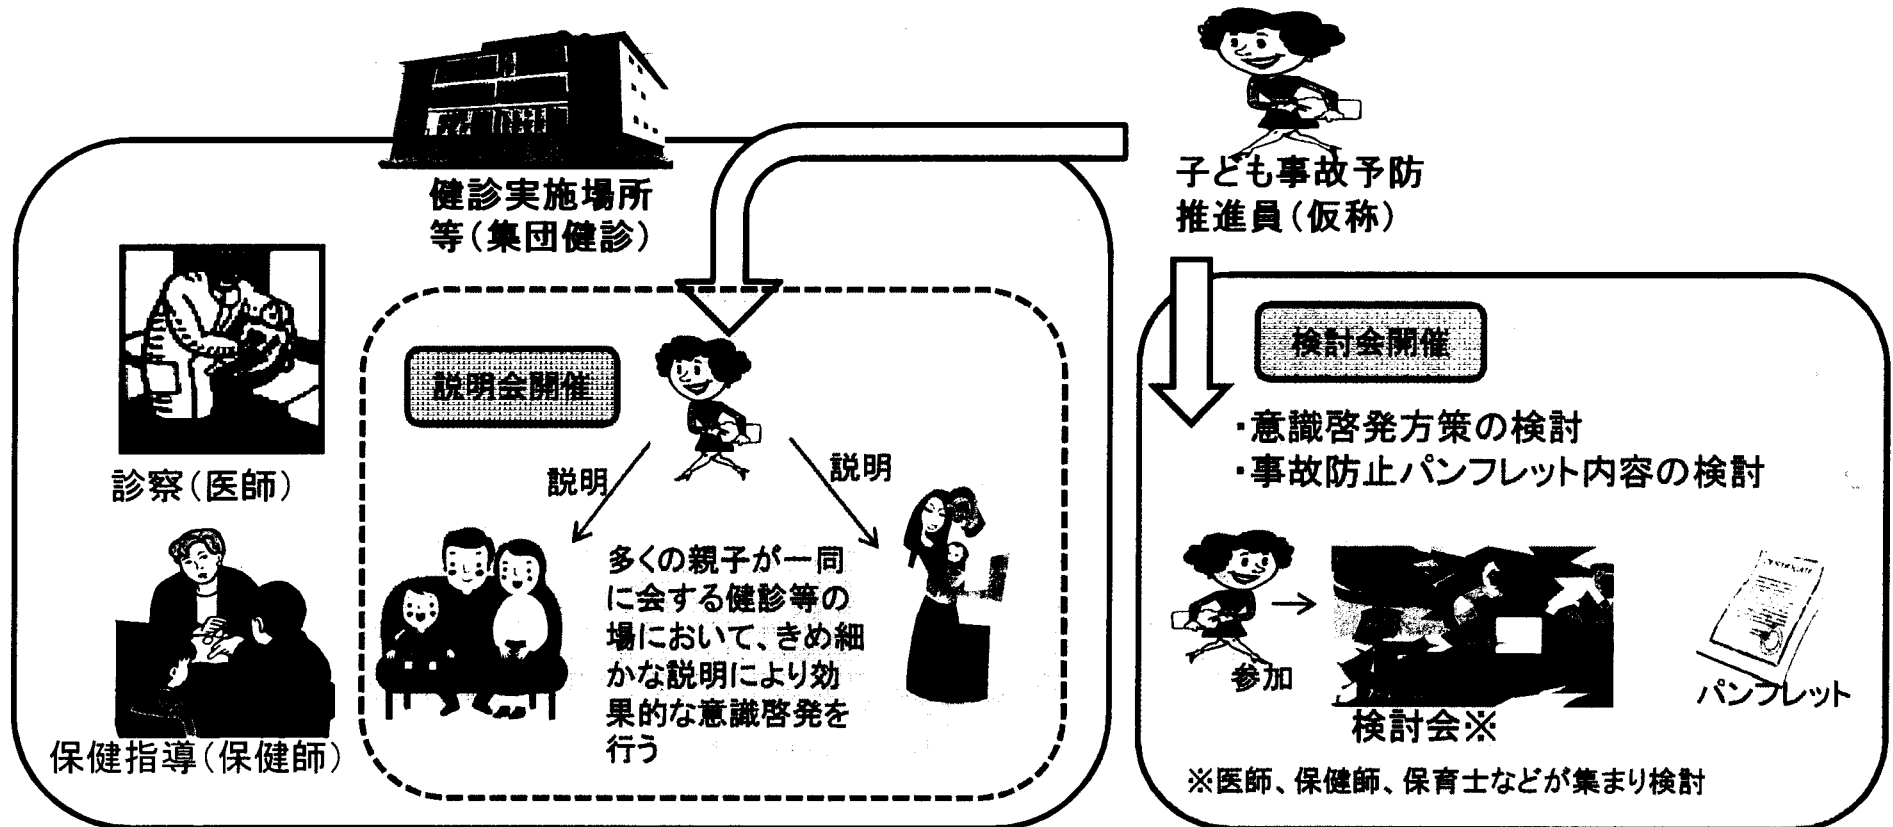 健診実施場所
等(集団健診)
子ども事故予防
推進員(仮称)
診察(医師)
保健指導(保健師)
説明会開催
説明
説明
多くの親子が一同
に会する健診等の
場において、きめ細
かな説明により効
果的な意識啓発を
行う
検討会開催
・意識啓発方策の検討
・事故防止パンフレット内容の検討
参加
検討会※
CERTIFICATE
パンフレット
※医師、保健師、保育士などが集まり検討